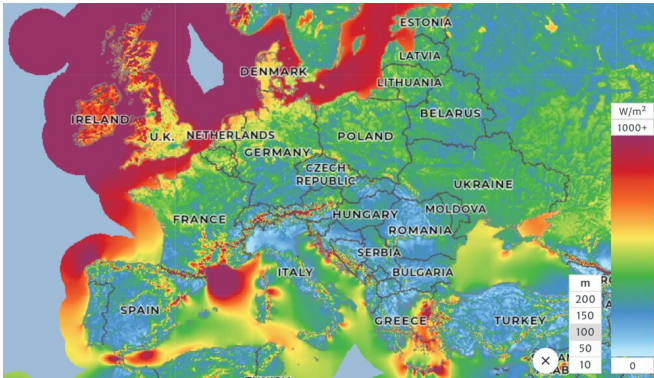 ESTONIA
LATVIA
DENMARK
LITHUANIA
BELARUS
IRELAND
U.K.
NETHERLANDS
POLAND
GERMANY
CZECH
REPUBLIC
UKRAINE
FRANCE
HUNGARY
MOLDOVA
ROMANIA
SERBIA
ITALY
BULGARIA
SPAIN
GREECE
TURKEY
W/m²
1000+
0
m
200
150
100
50
10